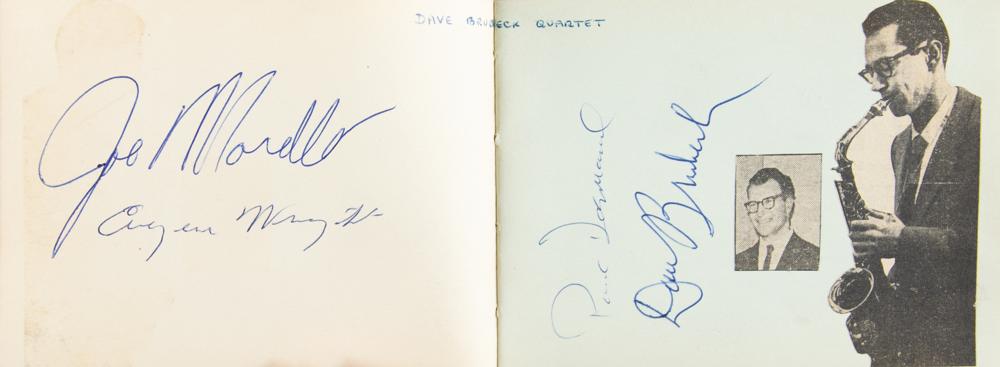 DAVE BRUBECK QUARTET
Joe Morello
Eugene Wright
Paul Desmond
Dave Brubeck